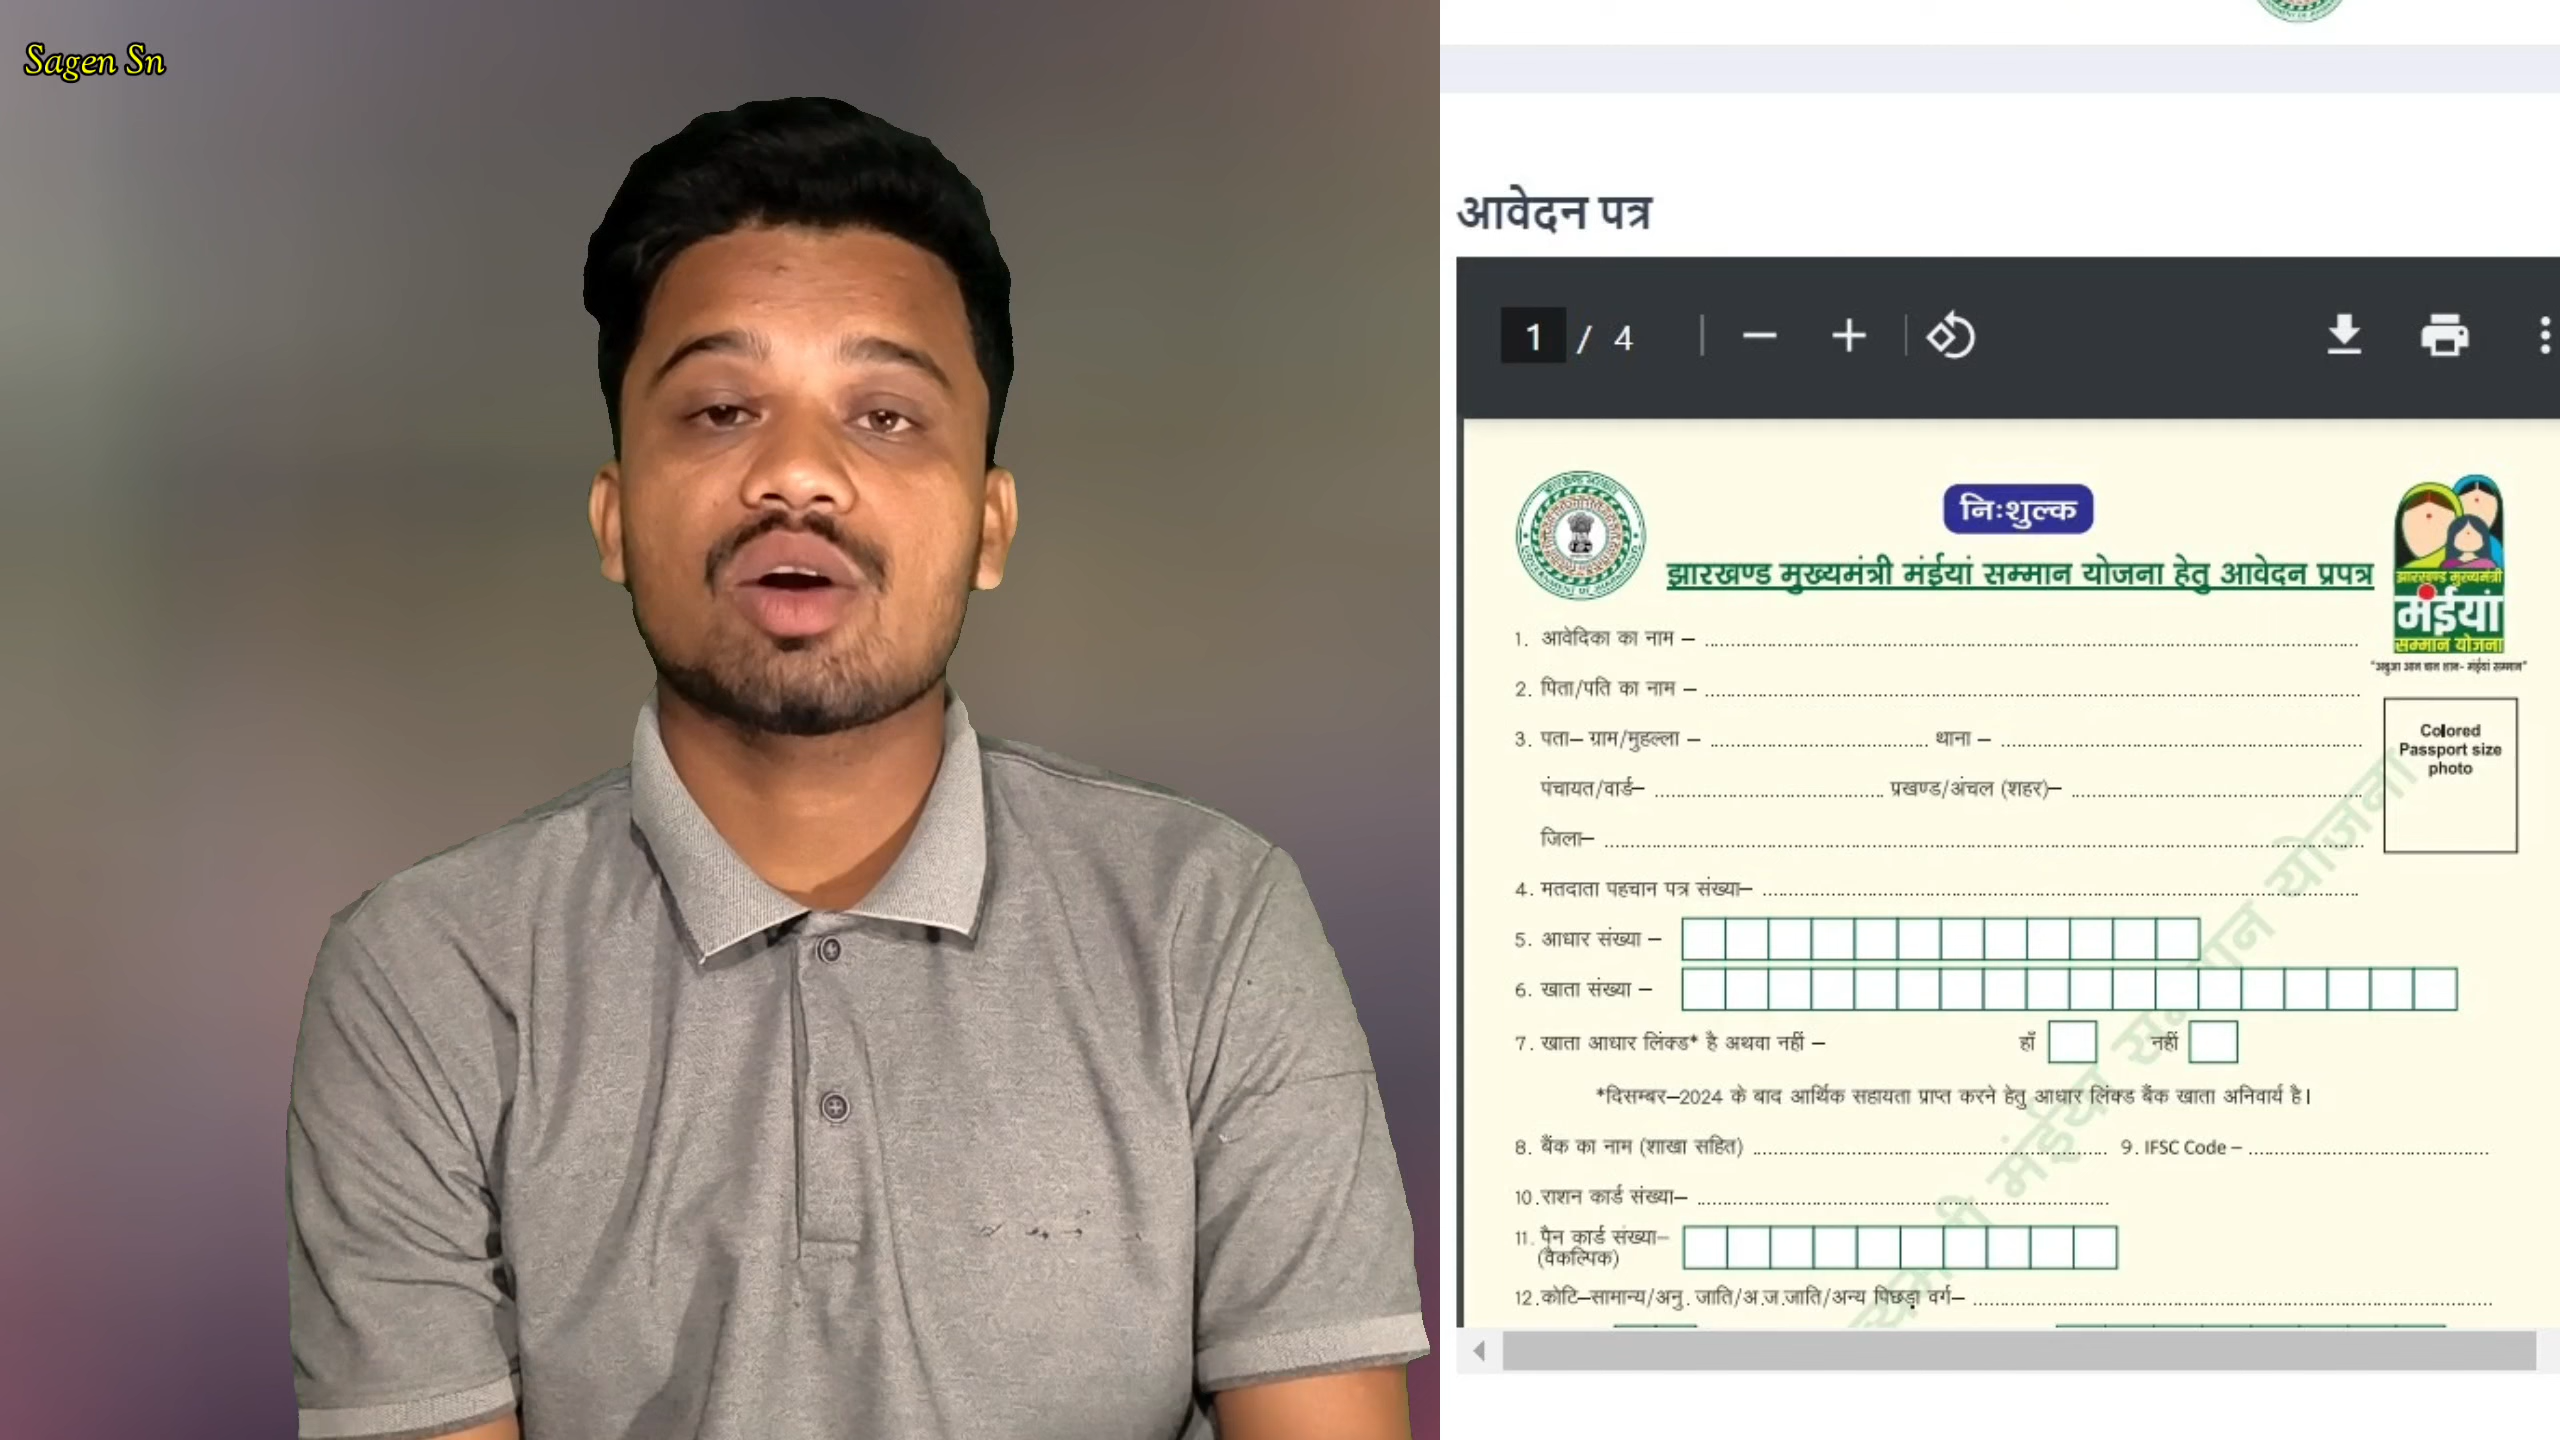 Sagen Sn
आवेदन पत्र
1 / 4
निःशुल्क
झारखण्ड मुख्यमंत्री मंईयां सम्मान योजना हेतु आवेदन प्रपत्र
झारखण्ड मुख्यमंत्री
मंईयां
सम्मान योजना
1. आवेदिका का नाम –
2. पिता/पति का नाम –
3. पता– ग्राम/मुहल्ला – थाना –
पंचायत/वार्ड– प्रखण्ड/अंचल (शहर)–
जिला–
Colored
Passport size
photo
4. मतदाता पहचान पत्र संख्या–
5. आधार संख्या –
6. खाता संख्या –
7. खाता आधार लिंक्ड* है अथवा नहीं – हाँ नहीं
*दिसम्बर–2024 के बाद आर्थिक सहायता प्राप्त करने हेतु आधार लिंक्ड बैंक खाता अनिवार्य है।
8. बैंक का नाम (शाखा सहित) 9. IFSC Code –
10. राशन कार्ड संख्या–
11. पैन कार्ड संख्या–
(वैकल्पिक)
12. कोटि–सामान्य/अनु. जाति/अ.ज.जाति/अन्य पिछड़ा वर्ग–